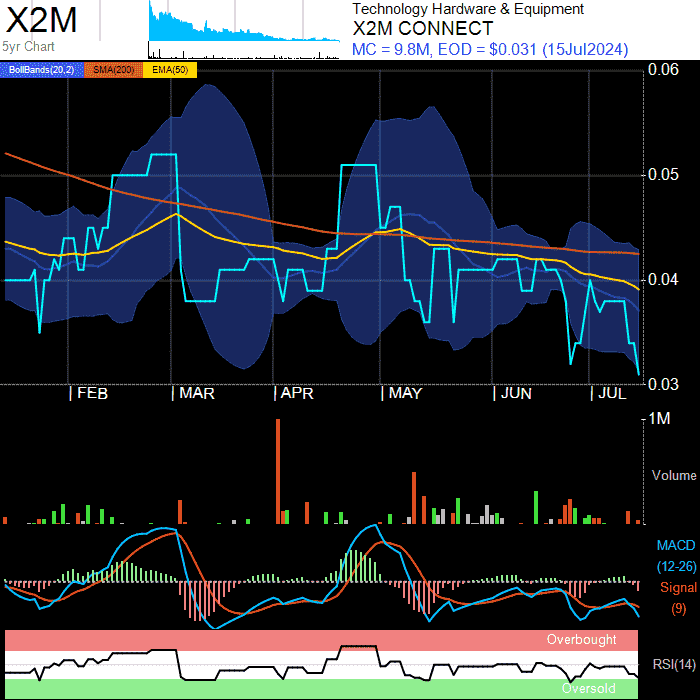 X2M
5yr Chart
Technology Hardware & Equipment
X2M CONNECT
MC = 9.8M, EOD = $0.031 (15Jul2024)
BollBands(20,2) SMA(200) EMA(50)
0.06
0.05
0.04
0.03
| FEB | MAR | APR | MAY | JUN | JUL
1M
Volume
MACD
(12-26)
Signal
(9)
Overbought
RSI(14)
Oversold